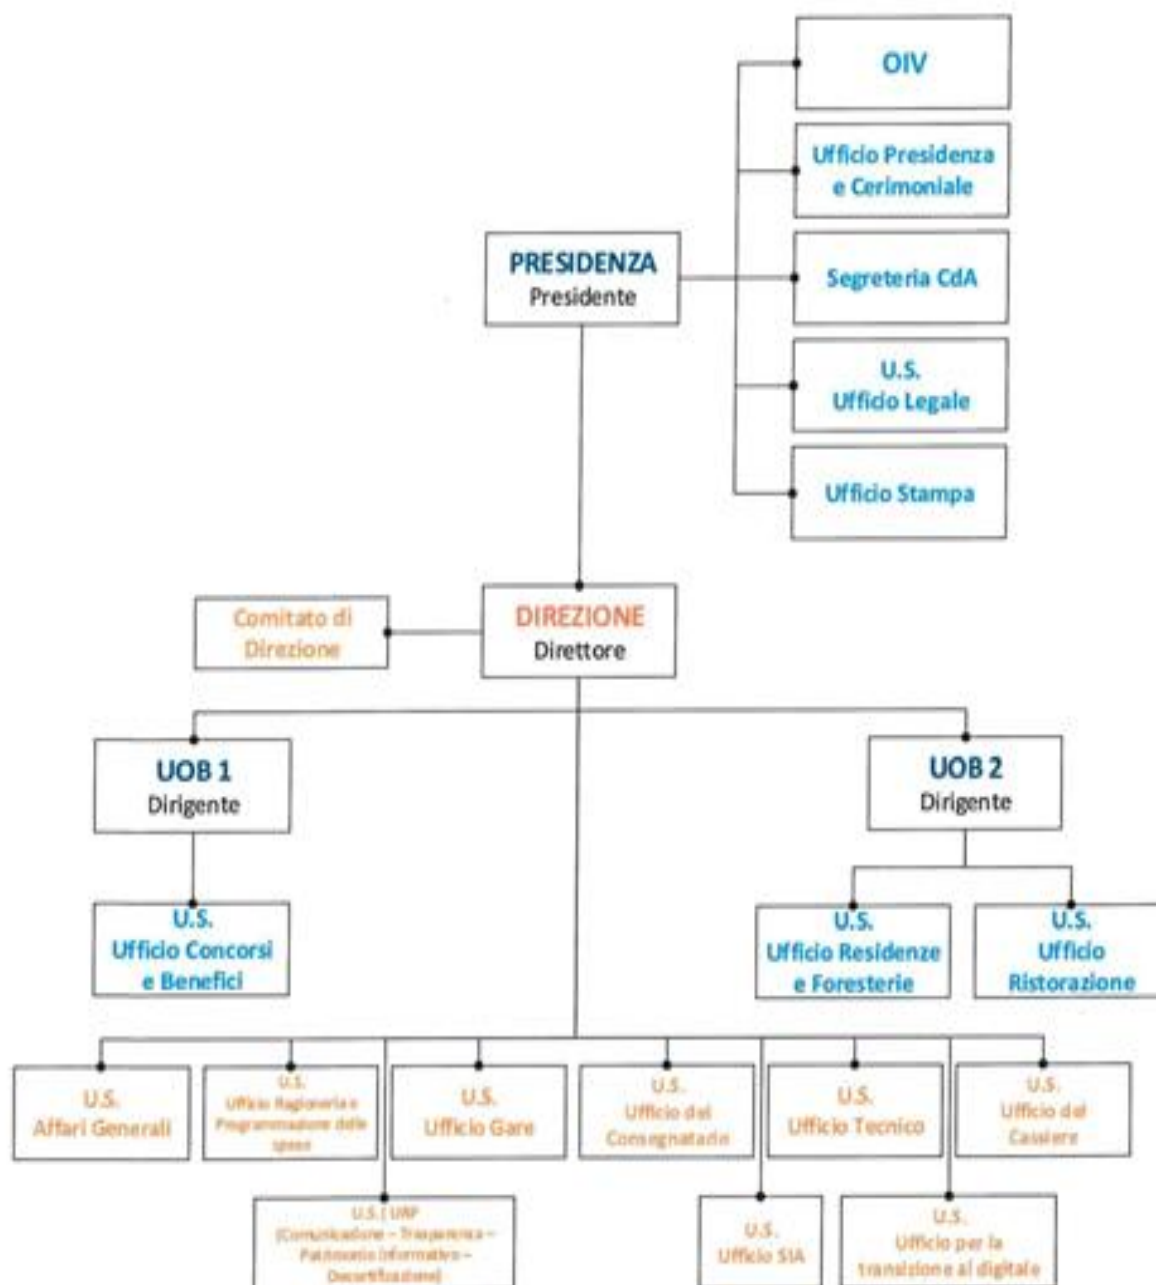 OIV
Ufficio Presidenza
e Cerimoniale
PRESIDENZA
Presidente
Segreteria CdA
U.S.
Ufficio Legale
Ufficio Stampa
Comitato di
Direzione
DIREZIONE
Direttore
UOB 1
Dirigente
UOB 2
Dirigente
U.S.
Ufficio Concorsi
e Benefici
U.S.
Ufficio Residenze
e Foresterie
U.S.
Ufficio
Ristorazione
U.S.
Affari Generali
U.S.
Ufficio Ragioneria e
Programmazione delle
spese
U.S.
Ufficio Gare
U.S.
Ufficio del
Consegnatario
U.S.
Ufficio Tecnico
U.S.
Ufficio del
Cassiere
U.S. URP
(Comunicazione – Trasparenza –
Patrimonio Informativo –
Decertificazione)
U.S.
Ufficio SIA
U.S.
Ufficio per la
transizione al digitale